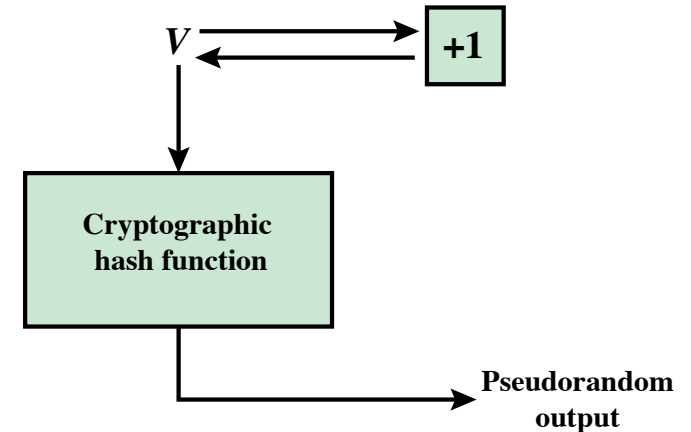 V
+1
Cryptographic
hash function
Pseudorandom
output